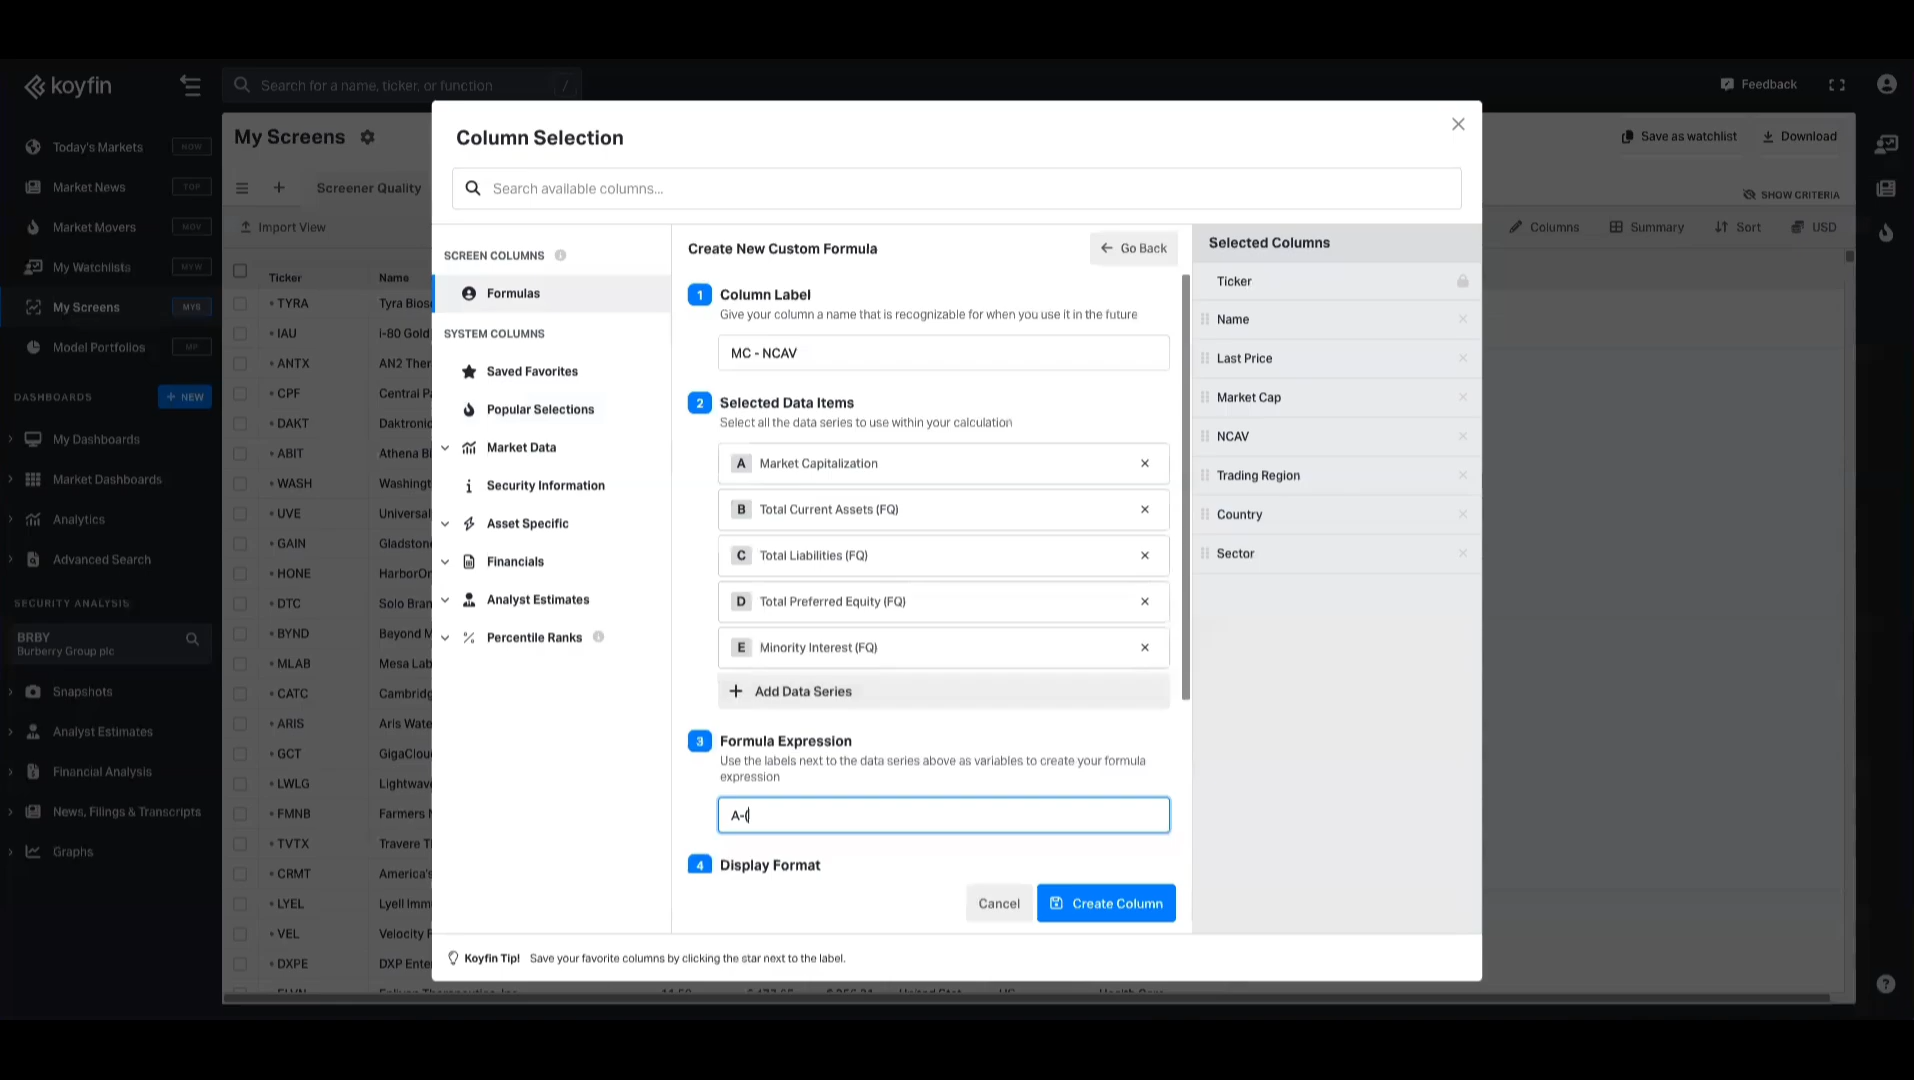 koyfin
Search for a name, ticker, or function
/
Feedback
Today's Markets
NOW
Market News
TOP
Market Movers
MOV
My Watchlists
MYW
My Screens
MYS
Model Portfolios
MP
DASHBOARDS
+ NEW
My Dashboards
Market Dashboards
Analytics
Advanced Search
SECURITY ANALYSIS
BRBY
Burberry Group plc
Snapshots
Analyst Estimates
Financial Analysis
News, Filings & Transcripts
Graphs
My Screens
Save as watchlist
Download
Screener Quality
SHOW CRITERIA
Import View
Columns
Summary
Sort
USD
Ticker
Name
TYRA
Tyra Bios
IAU
i-80 Gold
ANTX
AN2 Ther
CPF
Central Pa
DAKT
Daktronic
ABIT
Athena Bi
WASH
Washingt
UVE
Universal
GAIN
Gladstone
HONE
HarborOn
DTC
Solo Bran
BYND
Beyond M
MLAB
Mesa Lab
CATC
Cambridg
ARIS
Aris Wate
GCT
GigaClou
LWLG
Lightwave
FMNB
Farmers N
TVTX
Travere T
CRMT
America's
LYEL
Lyell Imm
VEL
Velocity F
DXPE
DXP Enter
Column Selection
Search available columns...
SCREEN COLUMNS
Formulas
SYSTEM COLUMNS
Saved Favorites
Popular Selections
Market Data
Security Information
Asset Specific
Financials
Analyst Estimates
Percentile Ranks
Create New Custom Formula
Go Back
1 Column Label
Give your column a name that is recognizable for when you use it in the future
MC - NCAV
2 Selected Data Items
Select all the data series to use within your calculation
A Market Capitalization
B Total Current Assets (FQ)
C Total Liabilities (FQ)
D Total Preferred Equity (FQ)
E Minority Interest (FQ)
+ Add Data Series
3 Formula Expression
Use the labels next to the data series above as variables to create your formula
expression
A-(
4 Display Format
Cancel
Create Column
Selected Columns
Ticker
Name
Last Price
Market Cap
NCAV
Trading Region
Country
Sector
Koyfin Tip! Save your favorite columns by clicking the star next to the label.